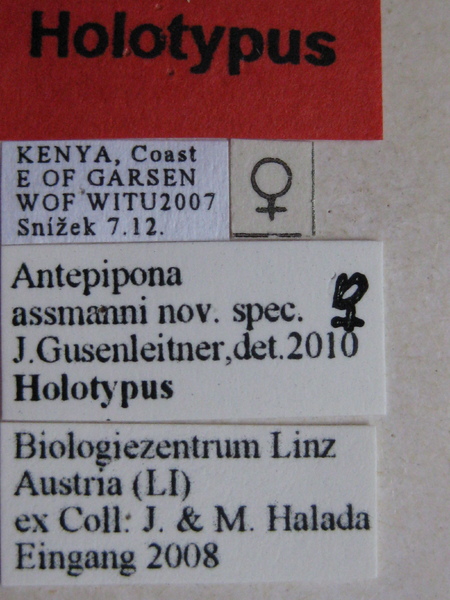 Holotypus
KENYA, Coast
E OF GARSEN
WOF WITU2007
Snížek 7.12.
♀
Antepipona
assmanni nov. spec. ♀
J.Gusenleitner,det.2010
Holotypus
Biologiezentrum Linz
Austria (LI)
ex Coll: J. & M. Halada
Eingang 2008